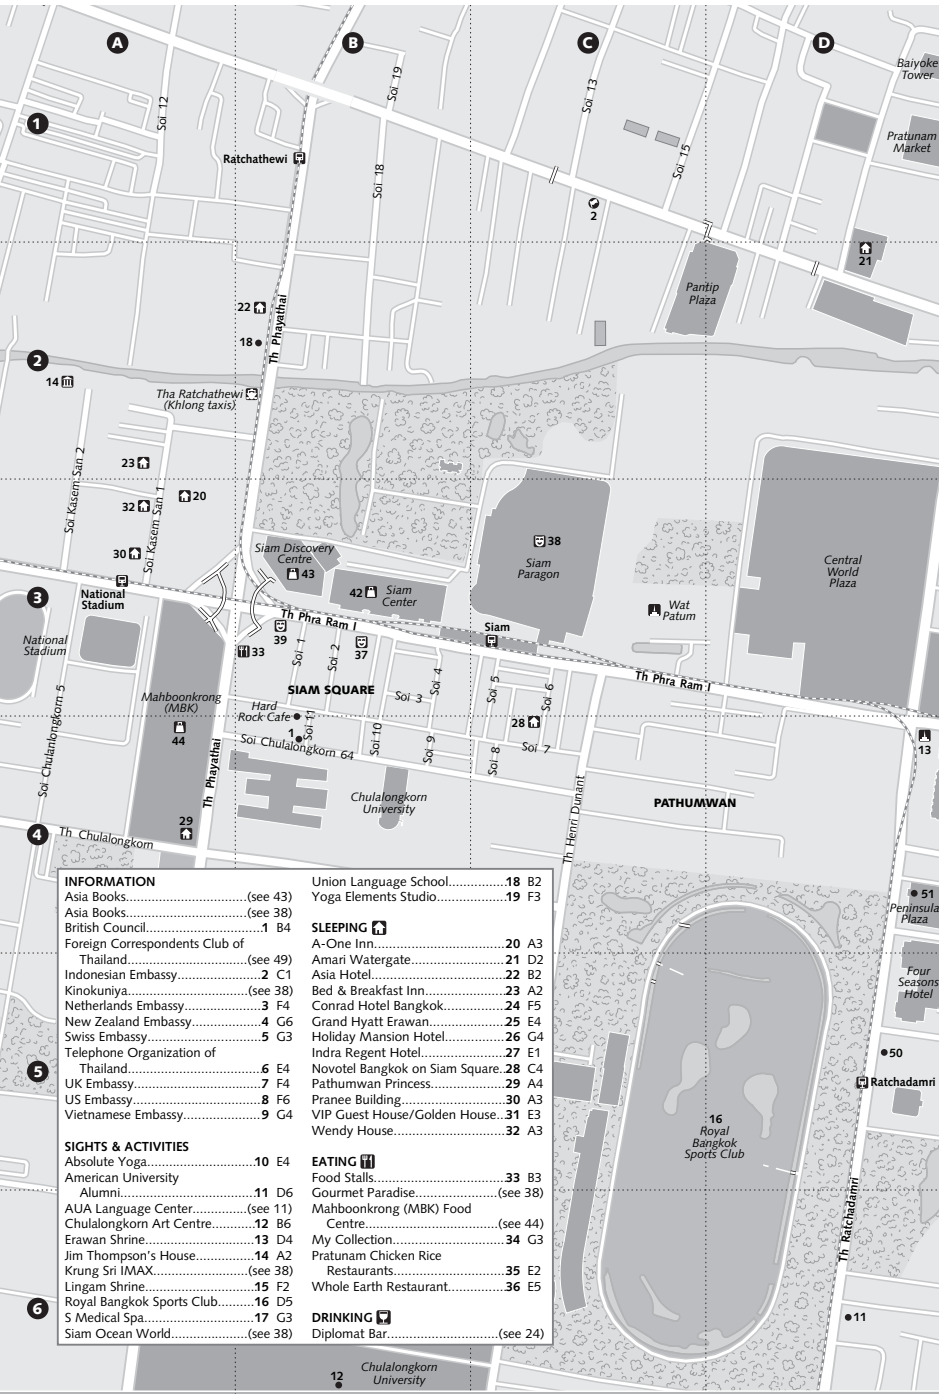 A
B
C
D
Baiyoke
Tower
Soi 19
Soi 13
Soi 12
1
Pratunam
Market
Ratchathewi
Soi 18
Soi 15
2
21
Pantip
Plaza
22
Th Phayathai
18
2
14
Tha Ratchathewi
(Khlong taxis)
Soi Kasem San 2
23
Soi Kasem San 1
20
32
30
Siam Discovery
Centre
43
38
Siam
Paragon
Central
World
Plaza
42
Siam
Center
3
National
Stadium
Wat
Patum
Th Phra Ram I
Siam
National
Stadium
39
33
Soi 1
Soi 2
37
Soi 4
Soi 5
Soi 6
Th Phra Ram I
SIAM SQUARE
Soi 3
Mahboonkrong
(MBK)
Hard
Rock Cafe
Soi 11
28
44
1
Soi Chulalongkorn 64
Soi 10
Soi 9
Soi 8
Soi 7
13
Soi Chulanlongkorn 5
Th Phayathai
Chulalongkorn
University
Th Henri Dunant
PATHUMWAN
29
4
Th Chulalongkorn
51
Peninsula
Plaza
Four
Seasons
Hotel
50
5
Ratchadamri
16
Royal
Bangkok
Sports Club
Th Ratchadamri
6
11
INFORMATION
Asia Books...(see 43)
Asia Books...(see 38)
British Council...1 B4
Foreign Correspondents Club of
Thailand...(see 49)
Indonesian Embassy...2 C1
Kinokuniya...(see 38)
Netherlands Embassy...3 F4
New Zealand Embassy...4 G6
Swiss Embassy...5 G3
Telephone Organization of
Thailand...6 E4
UK Embassy...7 F4
US Embassy...8 F6
Vietnamese Embassy...9 G4
SIGHTS & ACTIVITIES
Absolute Yoga...10 E4
American University
Alumni...11 D6
AUA Language Center...(see 11)
Chulalongkorn Art Centre...12 B6
Erawan Shrine...13 D4
Jim Thompson's House...14 A2
Krung Sri IMAX...(see 38)
Lingam Shrine...15 F2
Royal Bangkok Sports Club...16 D5
S Medical Spa...17 G3
Siam Ocean World...(see 38)
Union Language School...18 B2
Yoga Elements Studio...19 F3
SLEEPING
A-One Inn...20 A3
Amari Watergate...21 D2
Asia Hotel...22 B2
Bed & Breakfast Inn...23 A2
Conrad Hotel Bangkok...24 F5
Grand Hyatt Erawan...25 E4
Holiday Mansion Hotel...26 G4
Indra Regent Hotel...27 E1
Novotel Bangkok on Siam Square..28 C4
Pathumwan Princess...29 A4
Pranee Building...30 A3
VIP Guest House/Golden House...31 E3
Wendy House...32 A3
EATING
Food Stalls...33 B3
Gourmet Paradise...(see 38)
Mahboonkrong (MBK) Food
Centre...(see 44)
My Collection...34 G3
Pratunam Chicken Rice
Restaurants...35 E2
Whole Earth Restaurant...36 E5
DRINKING
Diplomat Bar...(see 24)
12
Chulalongkorn
University